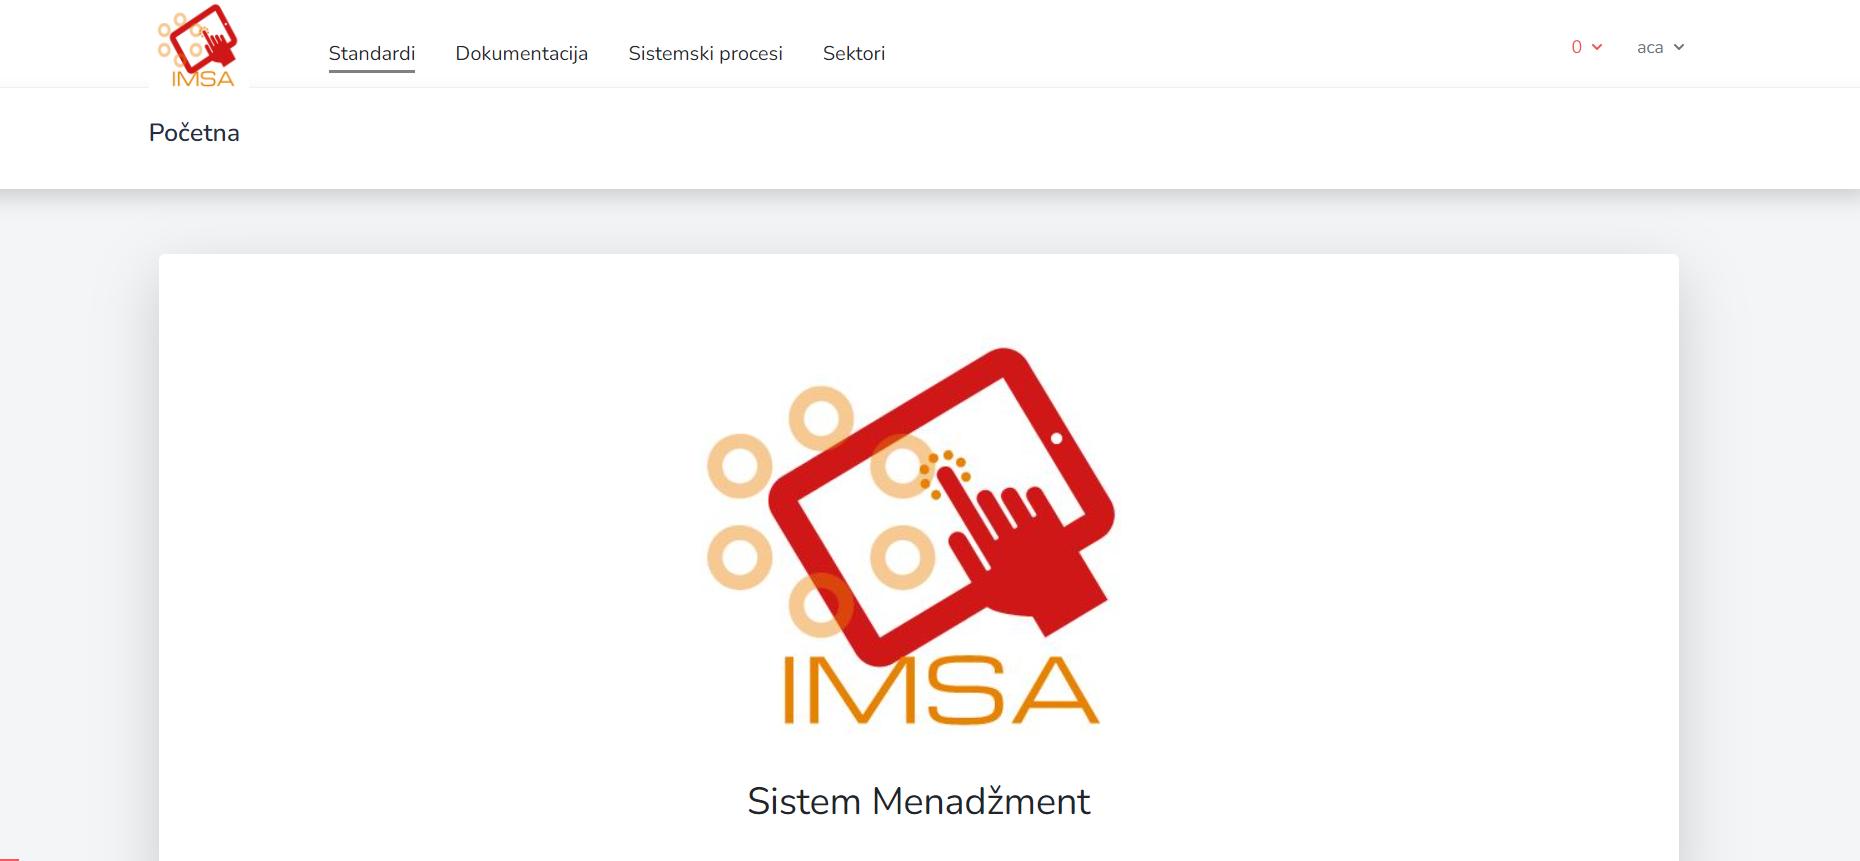 IMSA
Standardi Dokumentacija Sistemski procesi Sektori
0 aca
Početna
IMSA
Sistem Menadžment